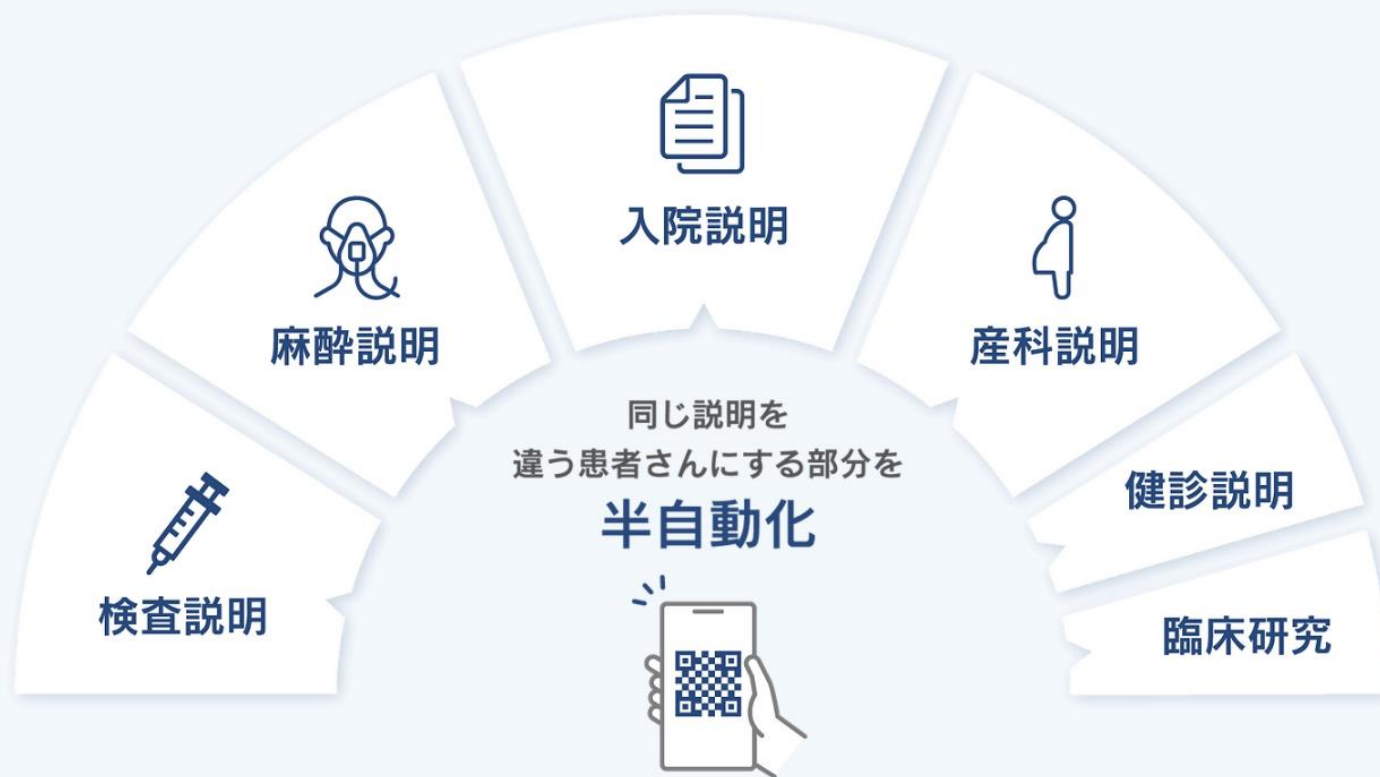 入院説明
麻酔説明
産科説明
検査説明
健診説明
臨床研究
同じ説明を
違う患者さんにする部分を
半自動化